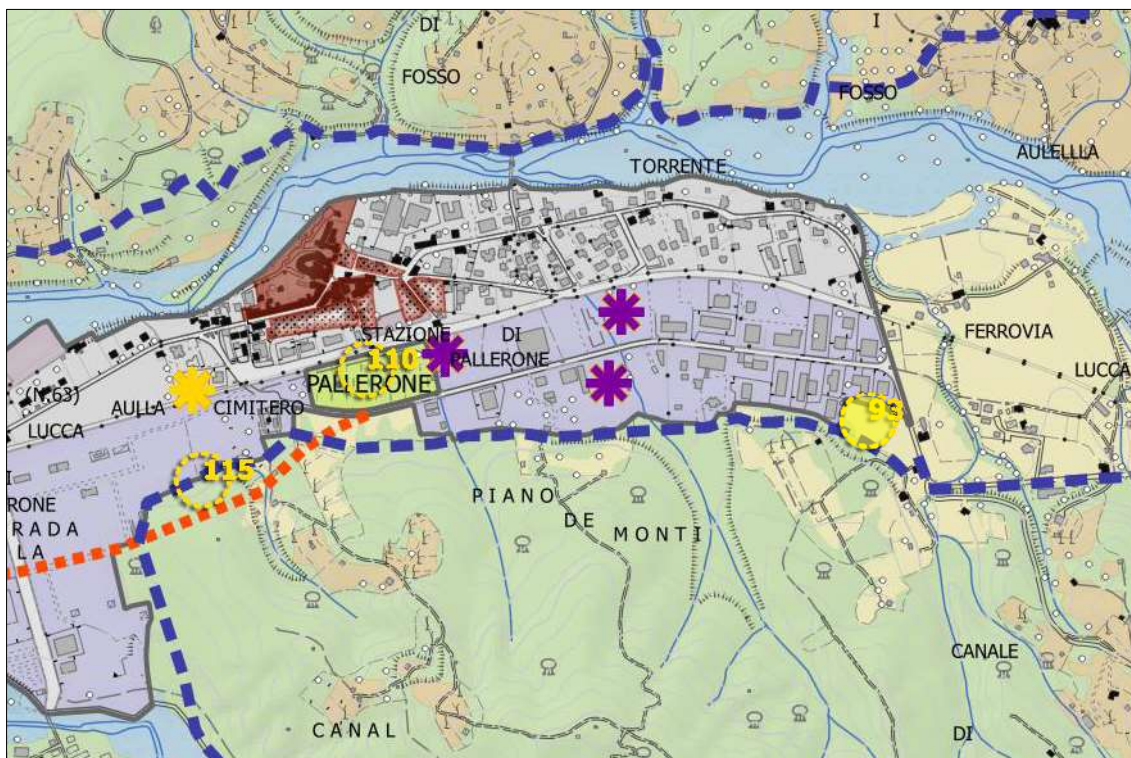 DI
I
FOSSO
FOSSO
AULELLLA
TORRENTE
STAZIONE
DI
FERROVIA
110
PALLERONE
LUCCA
PALLERONE
(N.63)
AULLA
CIMITERO
98
LUCCA
115
I
RONE
PIANO
RADA
DE
MONTI
LA
CANALE
CANAL
DI